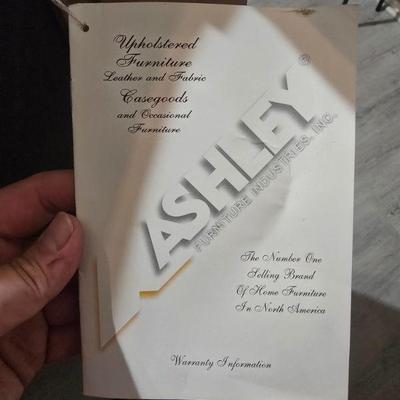 Upholstered
Furniture
Leather and Fabric
Casegoods
and Occasional
Furniture
ASHLEY®
FURNITURE INDUSTRIES, INC.
The Number One
Selling Brand
Of Home Furniture
In North America
Warranty Information